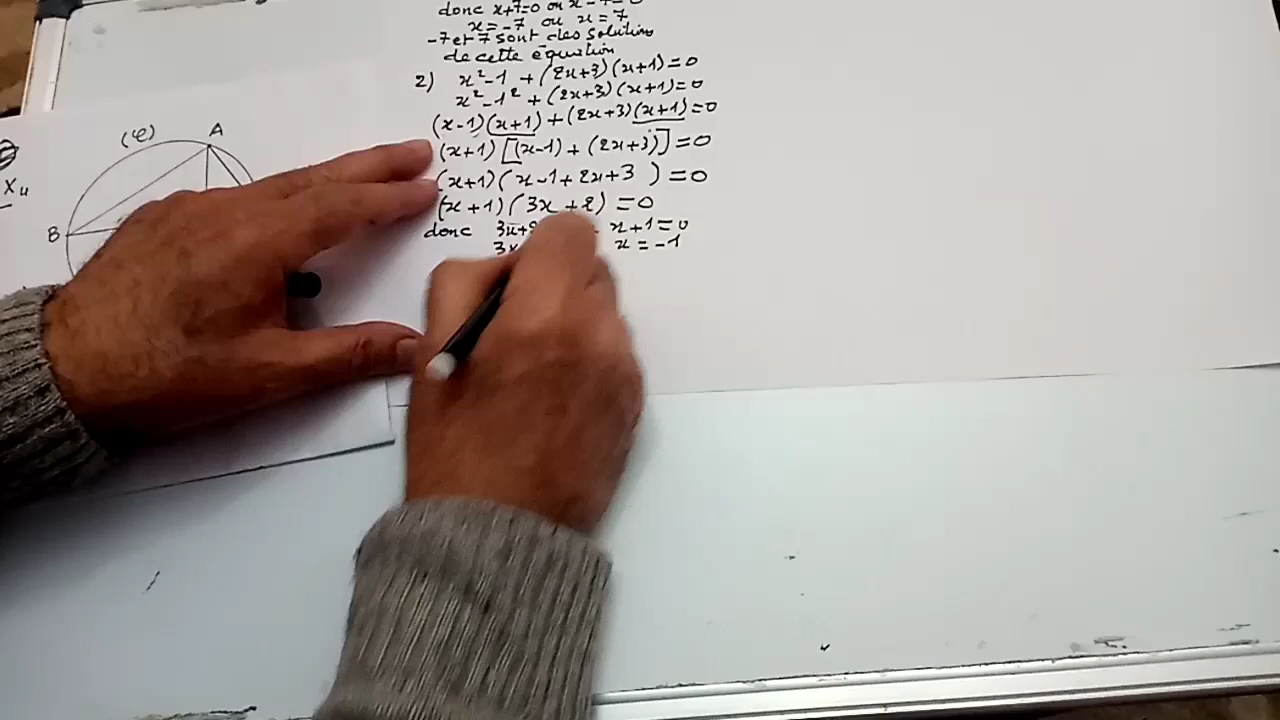 donc x+7=0 ou
x=-7 ou x=7
-7 et 7 sont des solutions
de cette équation
2) x²-1 + (2x+3)(x+1)=0
x²-1² + (2x+3)(x+1)=0
(x-1)(x+1)+(2x+3)(x+1)=0
(x+1)[(x-1)+(2x+3)]=0
(x+1)(x-1+2x+3)=0
(x+1)(3x+2)=0
donc x+1=0
x=-1
(C)
A
B
x4